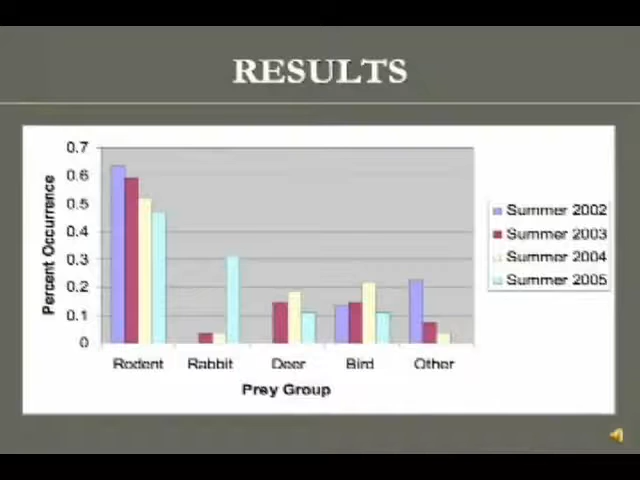 RESULTS
0.7
0.6
0.5
0.4
0.3
0.2
0.1
0
Percent Occurrence
Rodent Rabbit Deer Bird Other
Prey Group
Summer 2002
Summer 2003
Summer 2004
Summer 2005